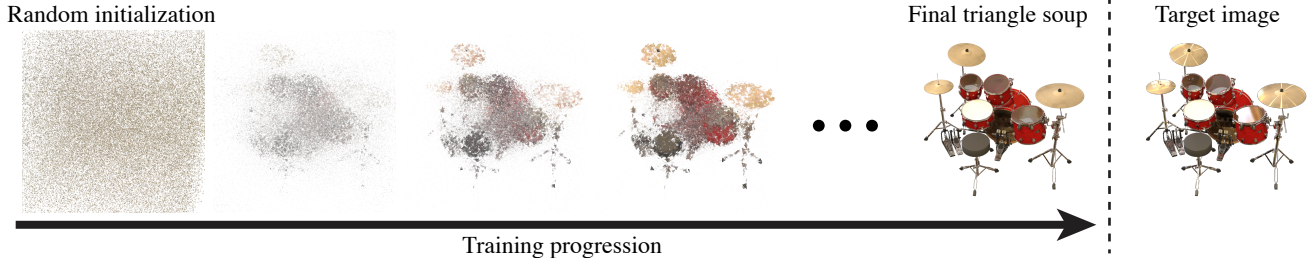 Random initialization
Final triangle soup
Target image
Training progression